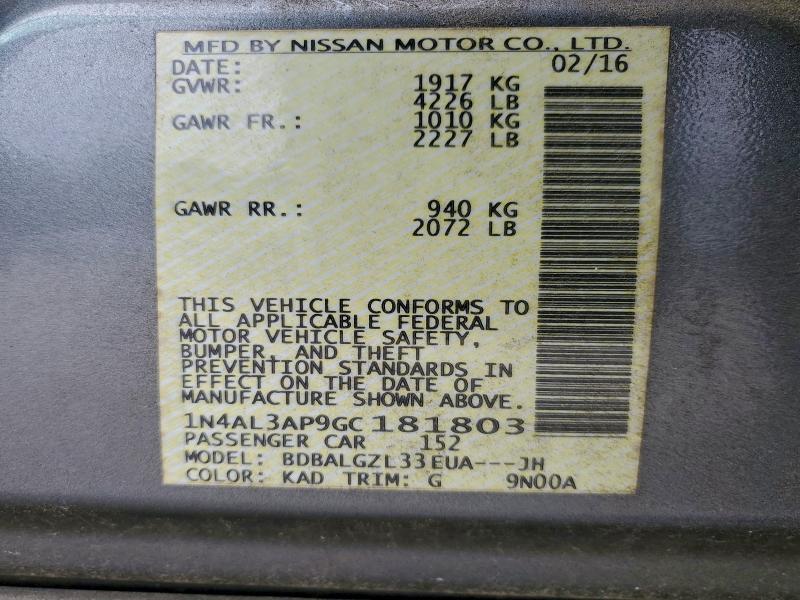 MFD BY NISSAN MOTOR CO., LTD.
DATE: 02/16
GVWR: 1917 KG
4226 LB
GAWR FR.: 1010 KG
2227 LB
GAWR RR.: 940 KG
2072 LB
THIS VEHICLE CONFORMS TO
ALL APPLICABLE FEDERAL
MOTOR VEHICLE SAFETY,
BUMPER, AND THEFT
PREVENTION STANDARDS IN
EFFECT ON THE DATE OF
MANUFACTURE SHOWN ABOVE.
1N4AL3AP9GC181803
PASSENGER CAR 152
MODEL: BDBALGZL33EUA---JH
COLOR: KAD TRIM: G 9N00A